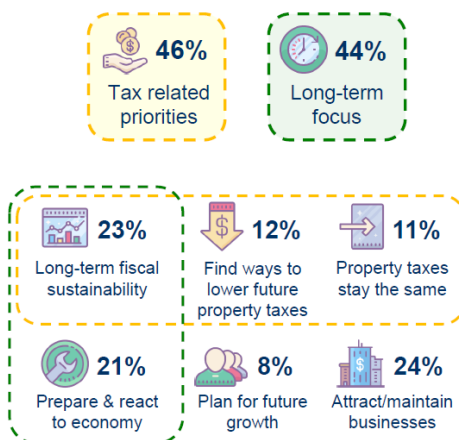 46%
Tax related
priorities
44%
Long-term
focus
23%
Long-term fiscal
sustainability
12%
Find ways to
lower future
property taxes
11%
Property taxes
stay the same
21%
Prepare & react
to economy
8%
Plan for future
growth
24%
Attract/maintain
businesses